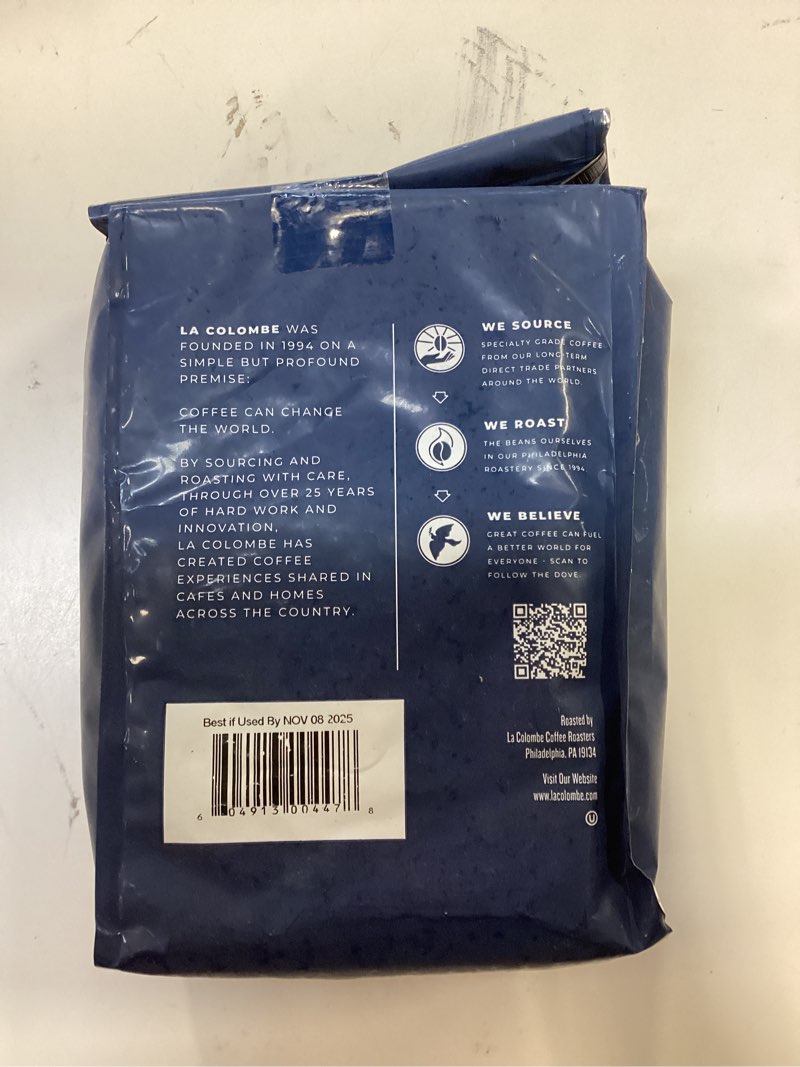 LA COLOMBE WAS
FOUNDED IN 1994 ON A
SIMPLE BUT PROFOUND
PREMISE:
COFFEE CAN CHANGE
THE WORLD.
BY SOURCING AND
ROASTING WITH CARE,
THROUGH OVER 25 YEARS
OF HARD WORK AND
INNOVATION,
LA COLOMBE HAS
CREATED COFFEE
EXPERIENCES SHARED IN
CAFES AND HOMES
ACROSS THE COUNTRY.
WE SOURCE
SPECIALTY GRADE COFFEE
FROM OUR LONG-TERM
DIRECT TRADE PARTNERS
AROUND THE WORLD.
WE ROAST
THE BEANS OURSELVES
IN OUR PHILADELPHIA
ROASTERY SINCE 1994
WE BELIEVE
GREAT COFFEE CAN FUEL
A BETTER WORLD FOR
EVERYONE - SCAN TO
FOLLOW THE DOVE.
Best if Used By NOV 08 2025
6 04913 00447 8
Roasted by
La Colombe Coffee Roasters
Philadelphia, PA 19134
Visit Our Website
www.lacolombe.com
U